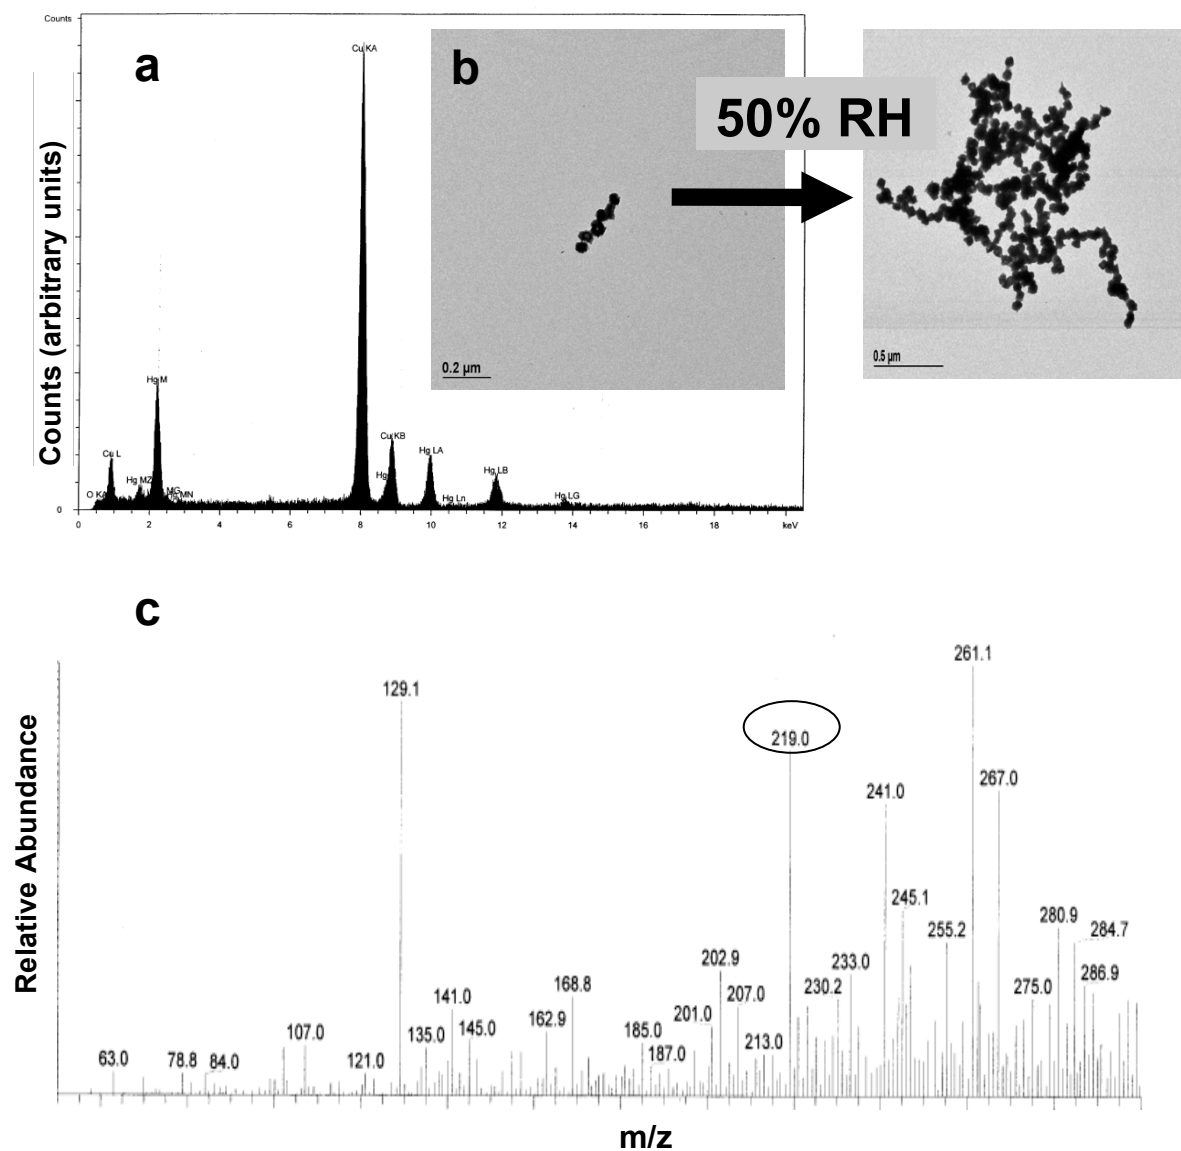 Counts
a
Cu KA
Hg M
Cu L
Hg MZ
O KA
MG
Hg MN
Cu KB
Hg
Hg LA
Hg Ln
Hg LB
Hg LG
0
0 2 4 6 8 10 12 14 16 18 keV
Counts (arbitrary units)
b
0.2 µm
50% RH
0.5 µm
c
261.1
129.1
219.0
267.0
241.0
245.1
255.2
280.9
284.7
202.9
233.0
168.8
230.2
275.0
286.9
141.0
207.0
201.0
107.0
135.0
145.0
162.9
185.0
213.0
63.0
78.8
84.0
121.0
187.0
Relative Abundance
m/z